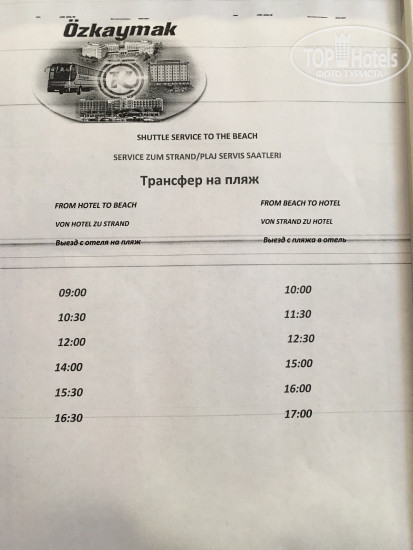 Özkaymak
TOP Hotels
ФОТО ТУРИСТА
SHUTTLE SERVICE TO THE BEACH
SERVICE ZUM STRAND/PLAJ SERVIS SAATLERI
Трансфер на пляж
FROM HOTEL TO BEACH
FROM BEACH TO HOTEL
VON HOTEL ZU STRAND
VON STRAND ZU HOTEL
Выезд с отеля на пляж
Выезд с пляжа в отель
09:00
10:00
10:30
11:30
12:00
12:30
14:00
15:00
15:30
16:00
16:30
17:00